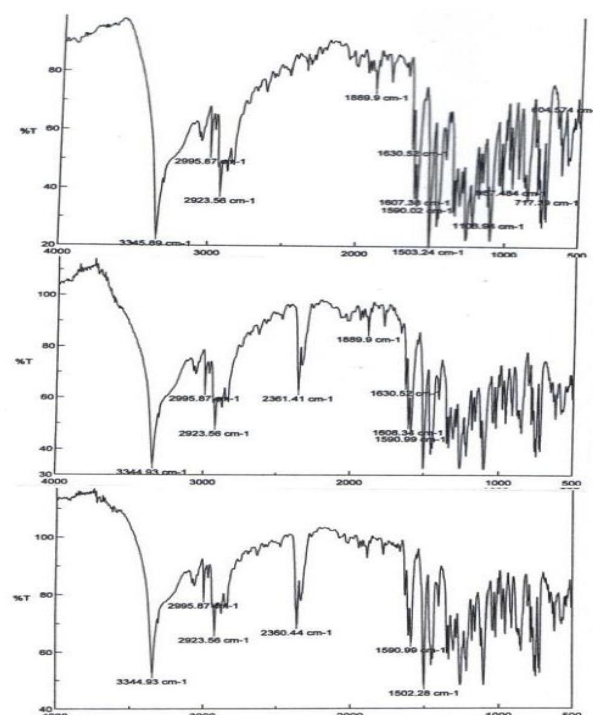 80
1889.9 cm-1
604.574 cm-1
%T
60
2995.87 cm-1
1630.52 cm-1
40
2923.56 cm-1
1607.38 cm-1
1590.02 cm-1
717.39 cm-1
20
3345.89 cm-1
1503.24 cm-1
4000
3000
2000
1000
500
100
1889.9 cm-1
80
%T
2995.87 cm-1
2361.41 cm-1
1630.52 cm-1
60
2923.56 cm-1
1608.34 cm-1
1590.99 cm-1
40
3344.93 cm-1
30
4000
3000
2000
1000
500
100
80
2995.87 cm-1
%T
2923.56 cm-1
2360.44 cm-1
1590.99 cm-1
60
3344.93 cm-1
1502.28 cm-1
40
3000
2000
1000
500